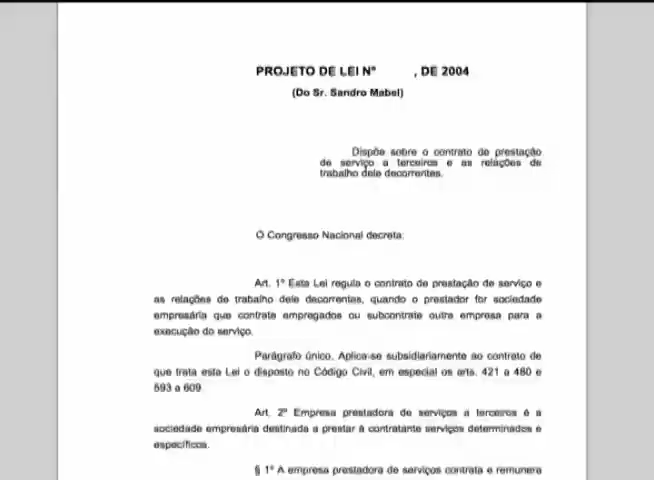 PROJETO DE LEI Nº , DE 2004
(Do Sr. Sandro Mabel)
Dispõe sobre o contrato de prestação
de serviço a terceiros e as relações de
trabalho dele decorrentes.
O Congresso Nacional decreta:
Art. 1º Esta Lei regula o contrato de prestação de serviço e
as relações de trabalho dele decorrentes, quando o prestador for sociedade
empresária que contrate empregados ou subcontrate outra empresa para a
execução do serviço.
Parágrafo único. Aplica-se subsidiariamente ao contrato de
que trata esta Lei o disposto no Código Civil, em especial os arts. 421 a 480 e
593 a 609.
Art. 2º Empresa prestadora de serviços a terceiros é a
sociedade empresária destinada a prestar à contratante serviços determinados e
específicos.
§ 1º A empresa prestadora de serviços contrata e remunera